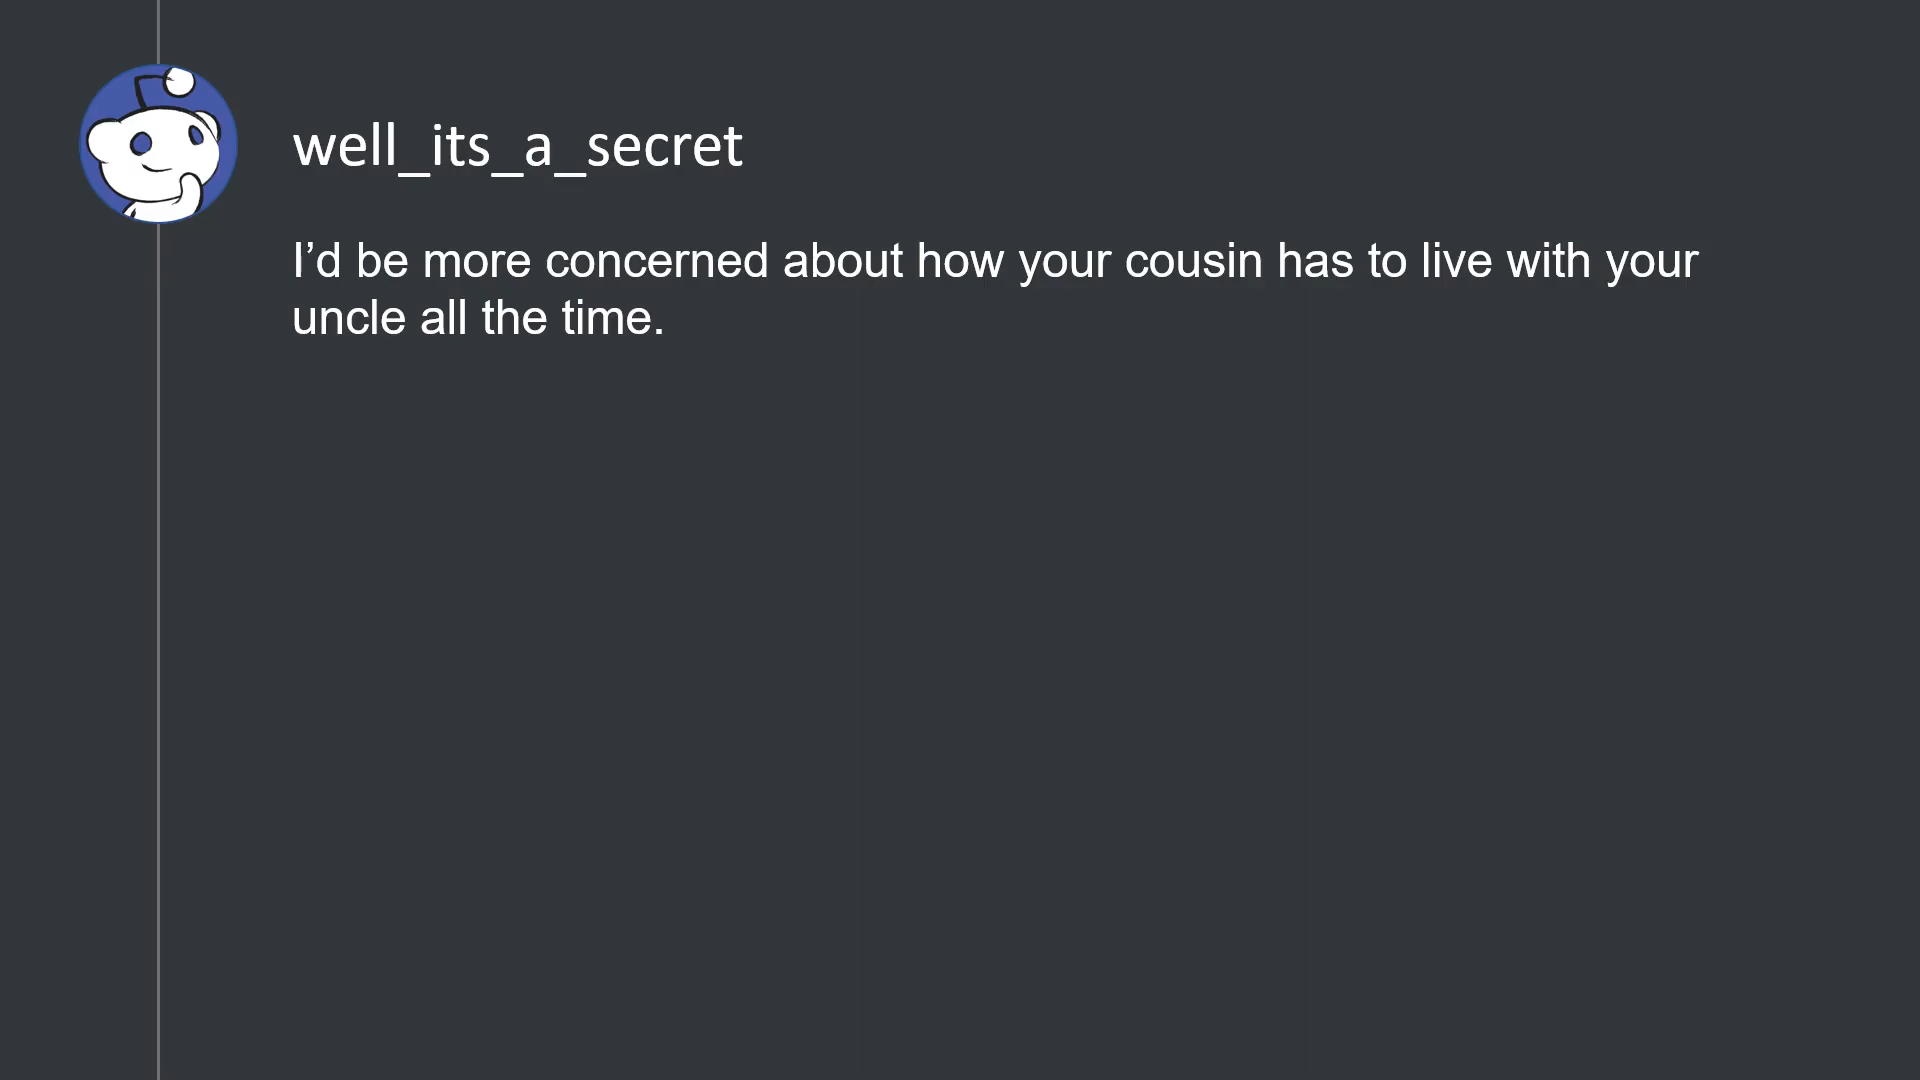 well_its_a_secret
I’d be more concerned about how your cousin has to live with your
uncle all the time.